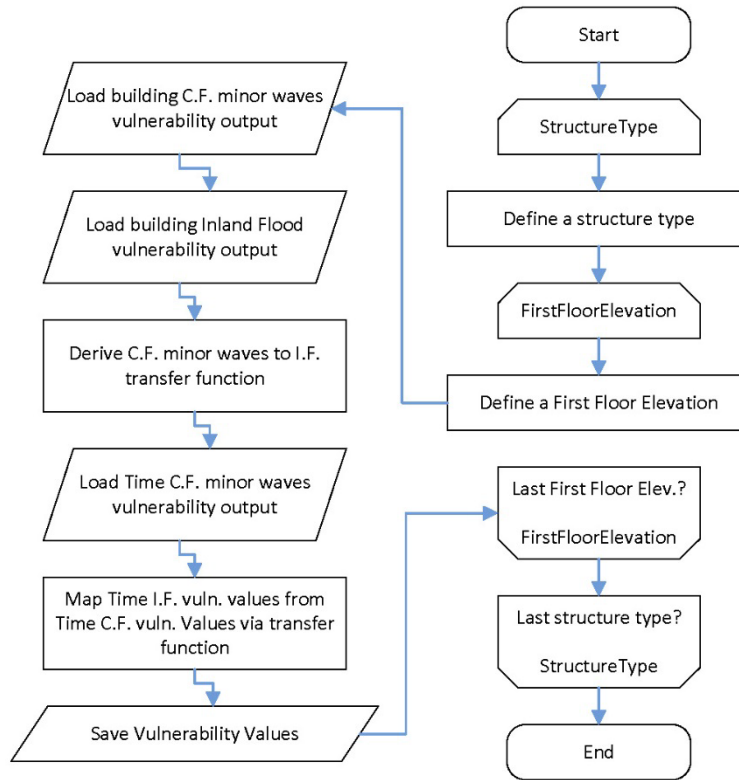 Start
StructureType
Define a structure type
FirstFloorElevation
Define a First Floor Elevation
Load building C.F. minor waves
vulnerability output
Load building Inland Flood
vulnerability output
Derive C.F. minor waves to I.F.
transfer function
Load Time C.F. minor waves
vulnerability output
Map Time I.F. vuln. values from
Time C.F. vuln. Values via transfer
function
Save Vulnerability Values
Last First Floor Elev.?
FirstFloorElevation
Last structure type?
StructureType
End